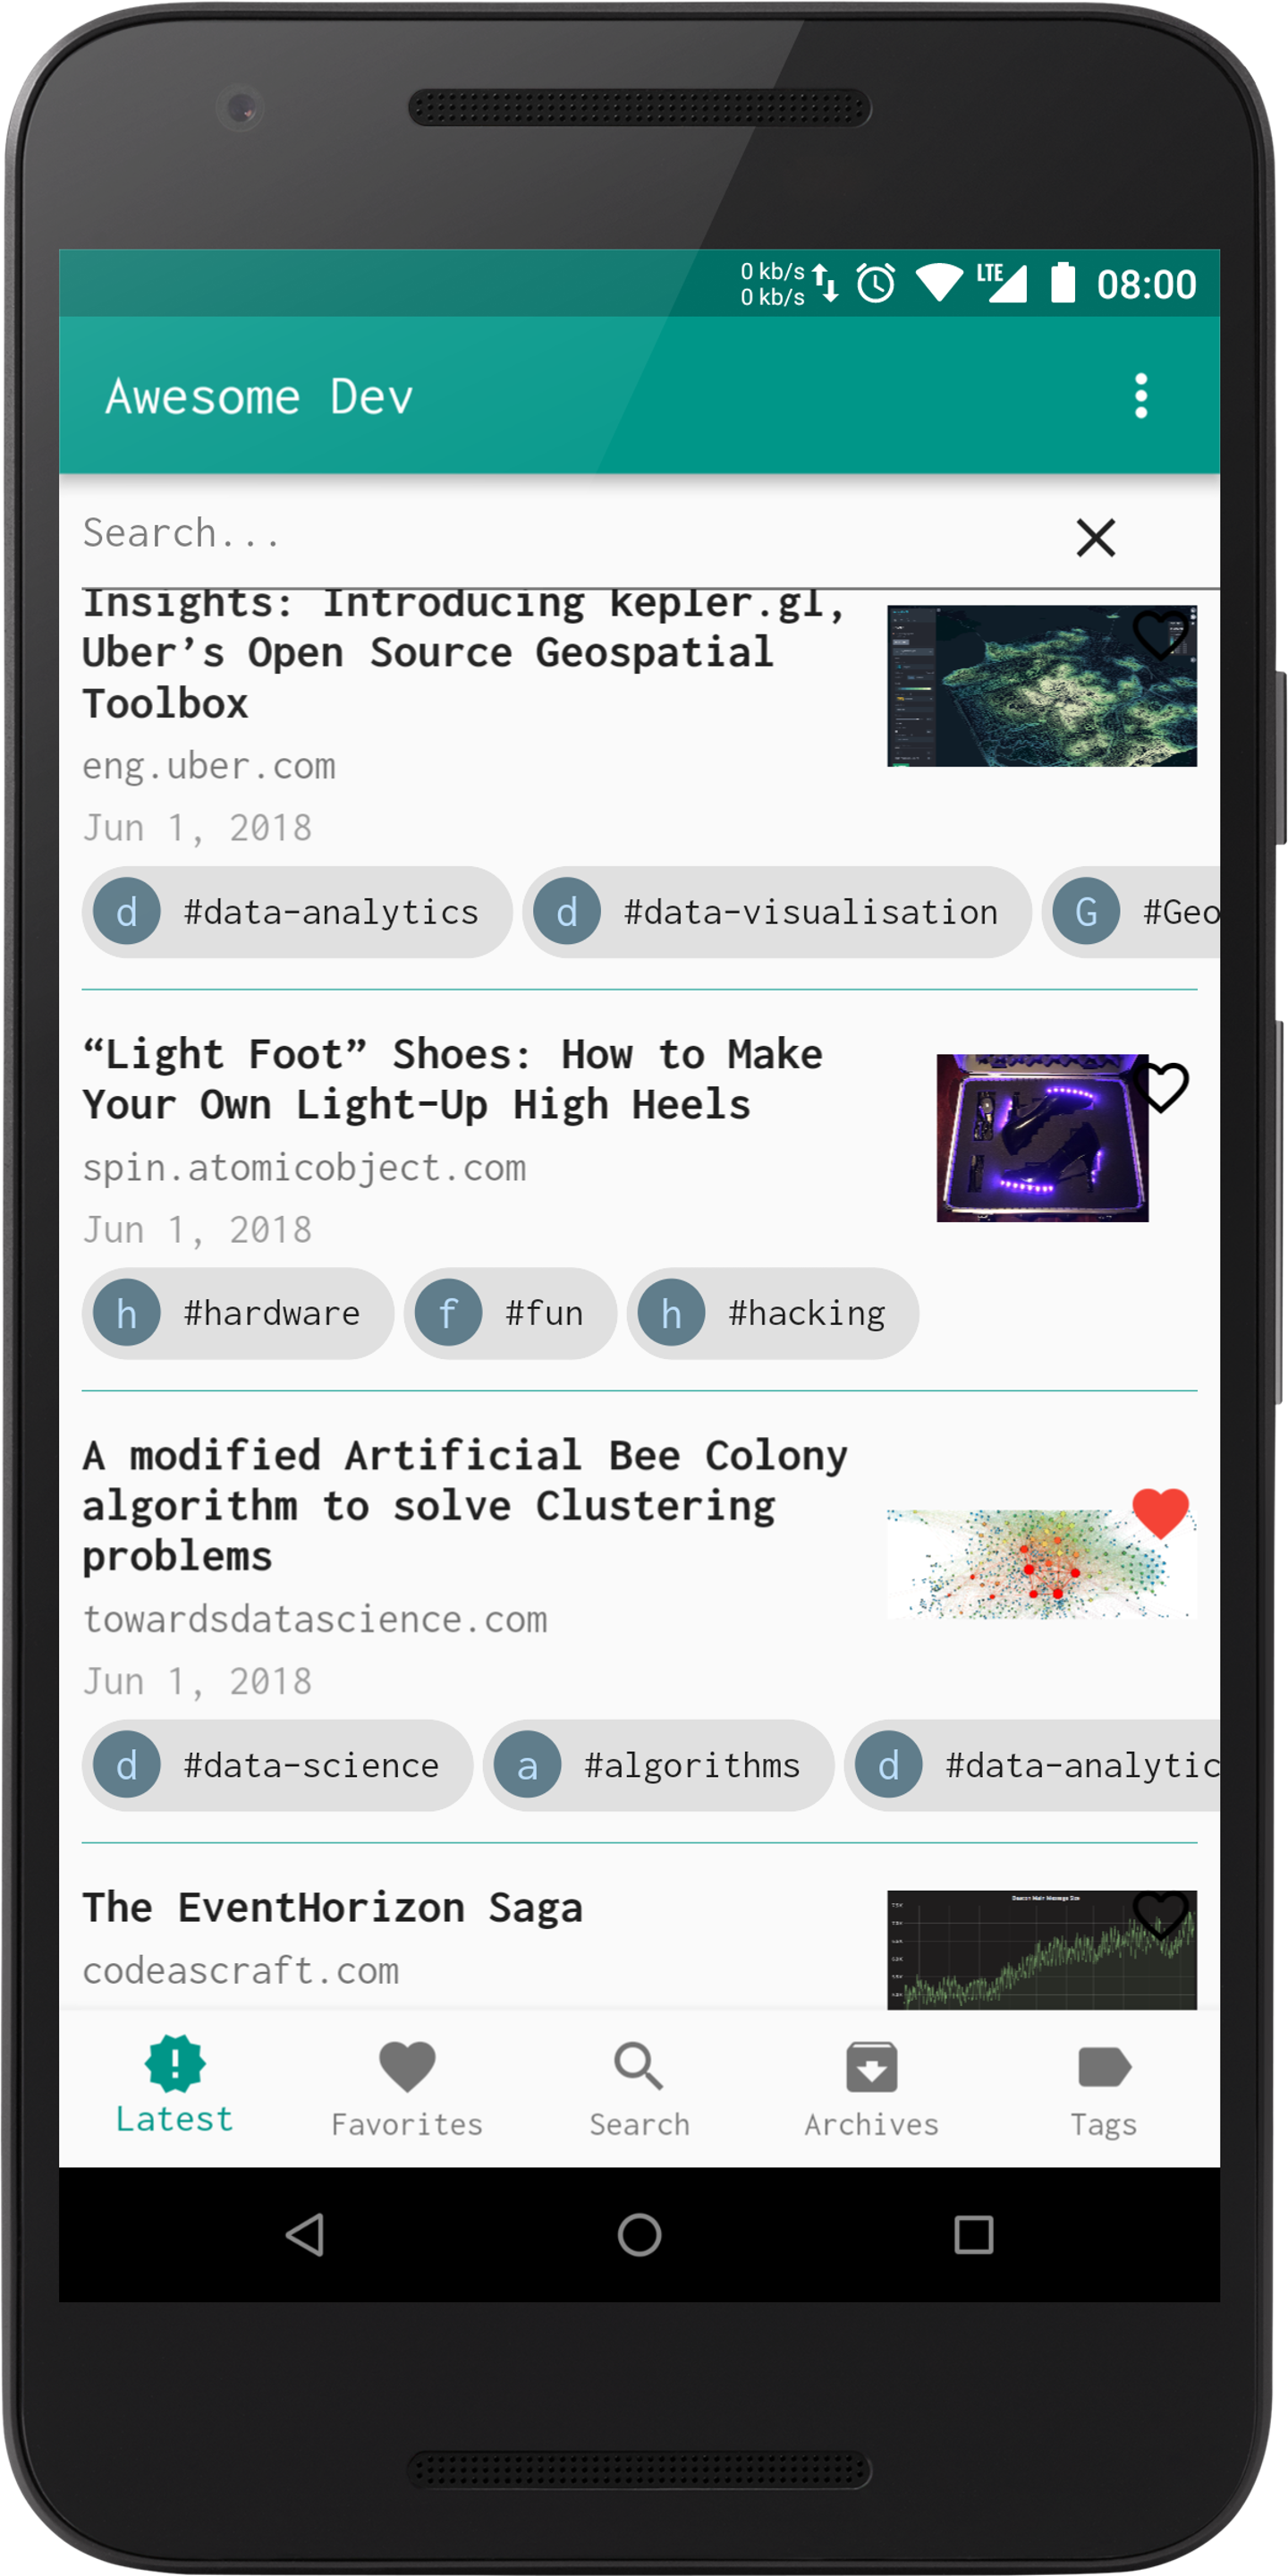 0 kb/s
0 kb/s
LTE
08:00
Awesome Dev
Search...
Insights: Introducing kepler.gl,
Uber’s Open Source Geospatial
Toolbox
eng.uber.com
Jun 1, 2018
d #data-analytics d #data-visualisation G #Geo
“Light Foot” Shoes: How to Make
Your Own Light-Up High Heels
spin.atomicobject.com
Jun 1, 2018
h #hardware f #fun h #hacking
A modified Artificial Bee Colony
algorithm to solve Clustering
problems
towardsdatascience.com
Jun 1, 2018
d #data-science a #algorithms d #data-analytic
The EventHorizon Saga
codeascraft.com
Latest Favorites Search Archives Tags